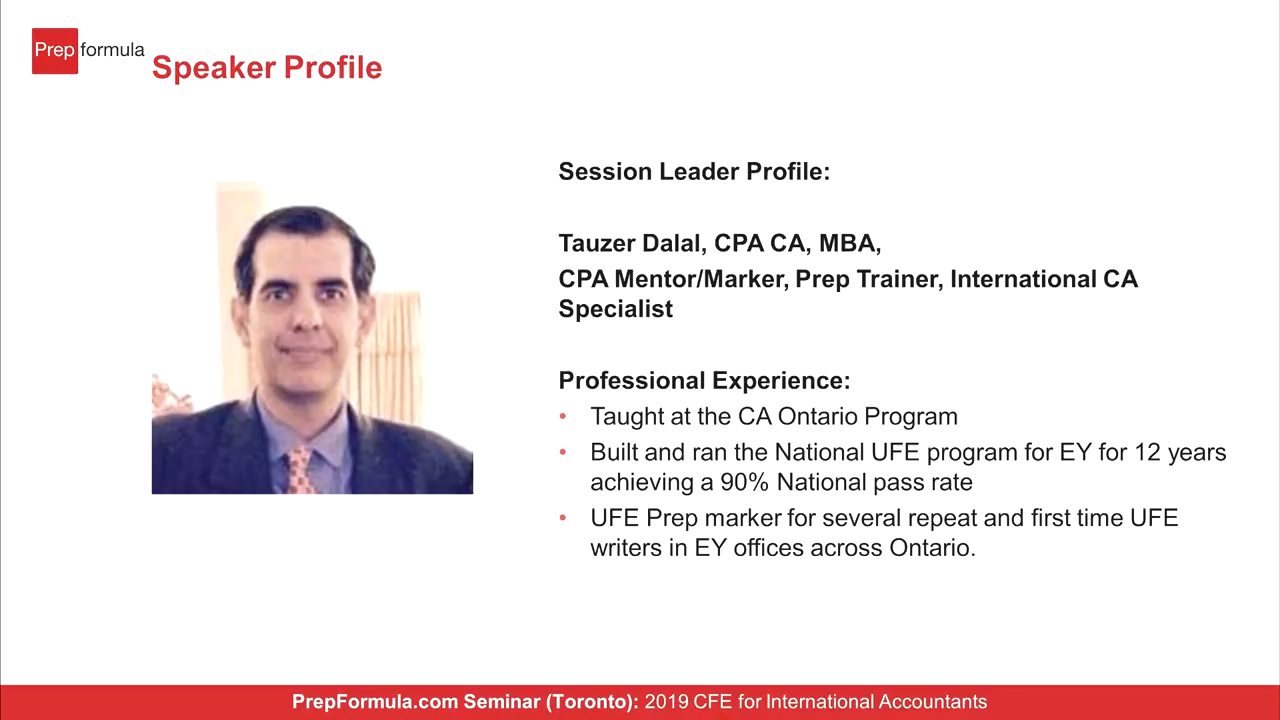 Prep formula
Speaker Profile
Session Leader Profile:
Tauzer Dalal, CPA CA, MBA,
CPA Mentor/Marker, Prep Trainer, International CA
Specialist
Professional Experience:
• Taught at the CA Ontario Program
• Built and ran the National UFE program for EY for 12 years
achieving a 90% National pass rate
• UFE Prep marker for several repeat and first time UFE
writers in EY offices across Ontario.
PrepFormula.com Seminar (Toronto): 2019 CFE for International Accountants